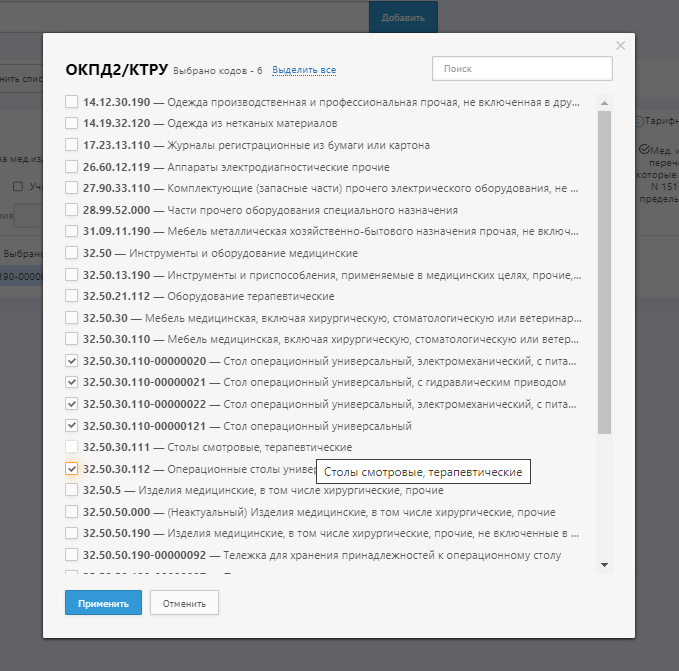 Добавить
ОКПД2/КТРУ Выбрано кодов - 6 Выделить все Поиск
14.12.30.190 — Одежда производственная и профессиональная прочая, не включенная в дру...
14.19.32.120 — Одежда из нетканых материалов
17.23.13.110 — Журналы регистрационные из бумаги или картона
26.60.12.119 — Аппараты электродиагностические прочие
27.90.33.110 — Комплектующие (запасные части) прочего электрического оборудования, не ...
28.99.52.000 — Части прочего оборудования специального назначения
31.09.11.190 — Мебель металлическая хозяйственно-бытового назначения прочая, не включ...
32.50 — Инструменты и оборудование медицинские
32.50.13.190 — Инструменты и приспособления, применяемые в медицинских целях, прочие,...
32.50.21.112 — Оборудование терапевтические
32.50.30 — Мебель медицинская, включая хирургическую, стоматологическую или ветеринар...
32.50.30.110 — Мебель медицинская, включая хирургическую, стоматологическую или ветер...
32.50.30.110-00000020 — Стол операционный универсальный, электромеханический, с пита...
32.50.30.110-00000021 — Стол операционный универсальный, с гидравлическим приводом
32.50.30.110-00000022 — Стол операционный универсальный, электромеханический, с пита...
32.50.30.110-00000121 — Стол операционный универсальный
32.50.30.111 — Столы смотровые, терапевтические
32.50.30.112 — Операционные столы универ
Столы смотровые, терапевтические
32.50.5 — Изделия медицинские, в том числе хирургические, прочие
32.50.50.000 — (Неактуальный) Изделия медицинские, в том числе хирургические, прочие
32.50.50.190 — Изделия медицинские, в том числе хирургические, прочие, не включенные в ...
32.50.50.190-00000092 — Тележка для хранения принадлежностей к операционному столу
Применить Отменить
нить спис
на мед.изд
Уч
Выбрано
190-0000
Тарифн
Мед. и
переч
которые
N 151
предель